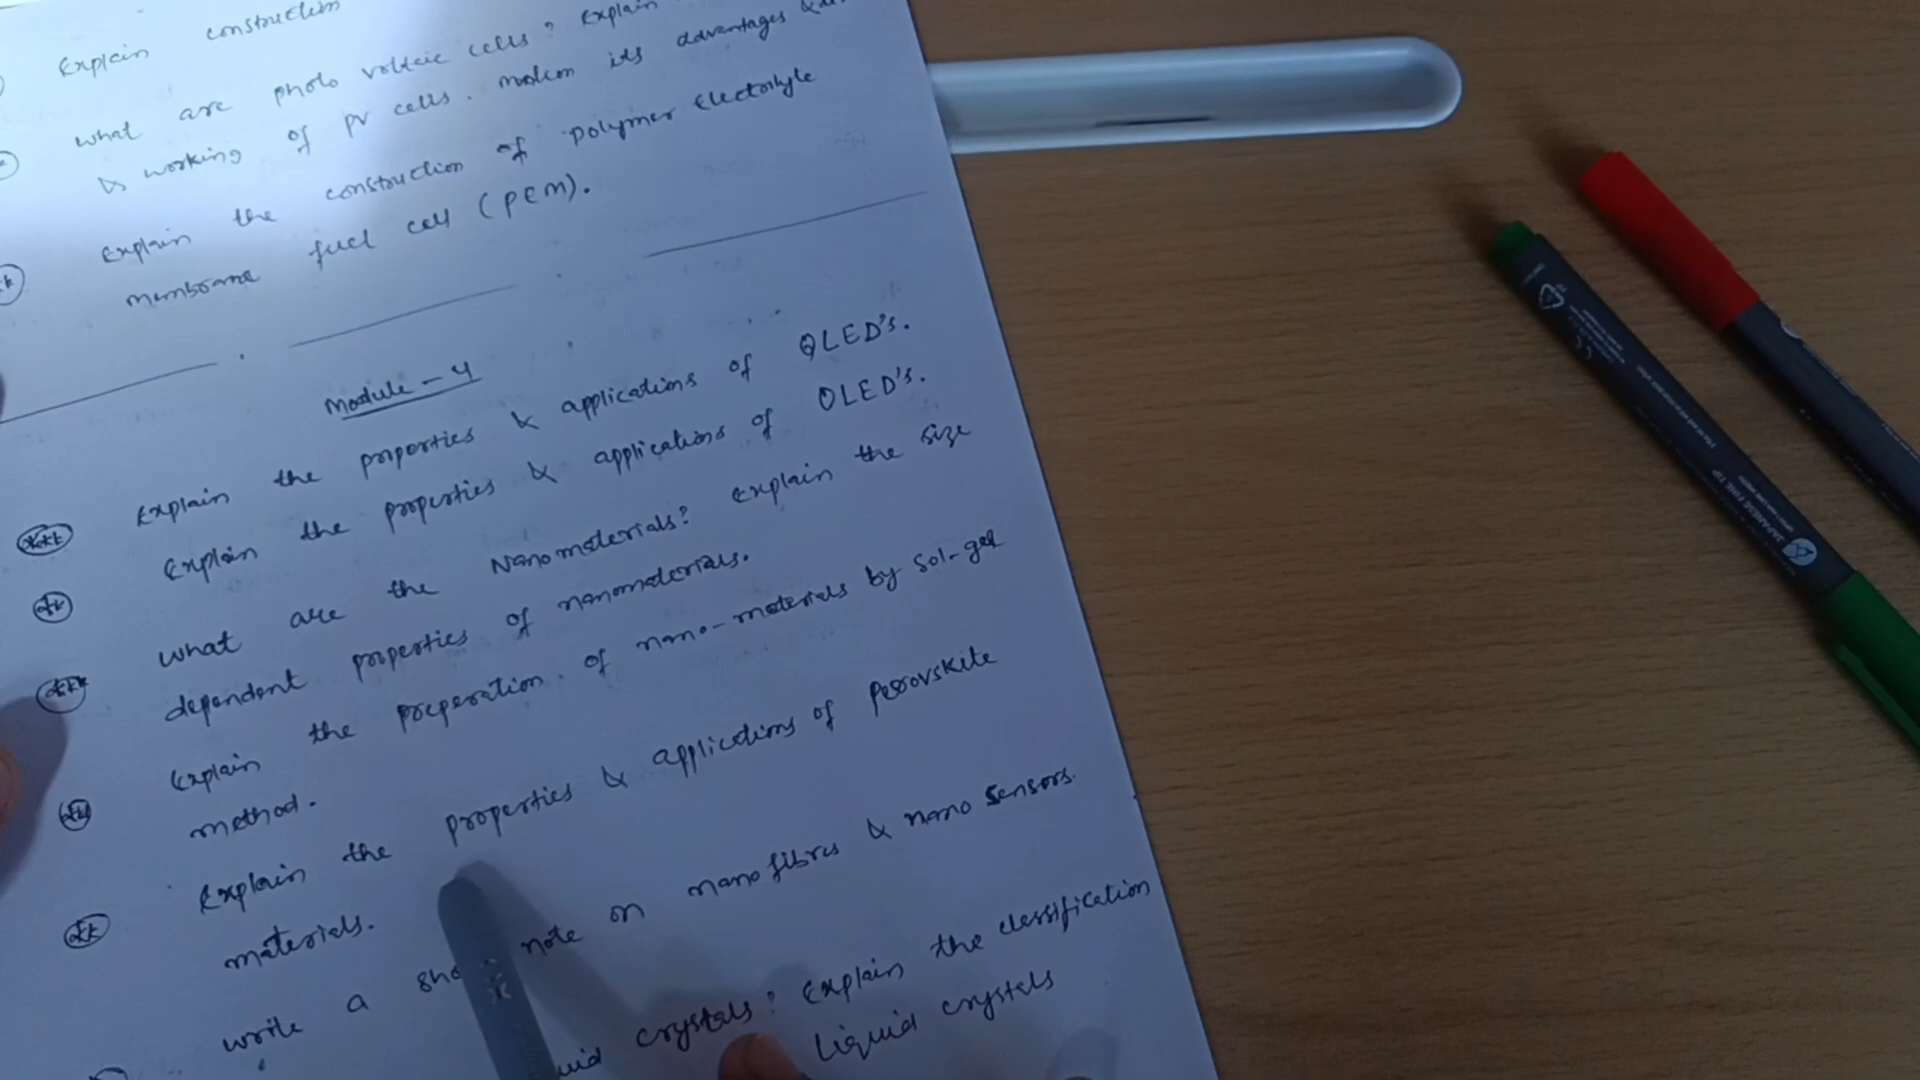 Explain construction
what are photo voltaic cells? Explain
& working of PV cells. Mention its advantages &
Explain the construction of polymer Electrolyte
membrane fuel cell (PEM).
Module - 4
Explain the properties & applications of QLED's.
Explain the properties & applications of OLED's.
what are the Nanomaterials? Explain the size
dependent properties of nanomaterials.
Explain the preperation of nano-materials by sol-gel
method.
Explain the properties & applications of perovskite
materials.
write a note on nano fibres & nano sensors.
crystals? Explain the classification
Liquid crystals
JAPANESE FINE TIP